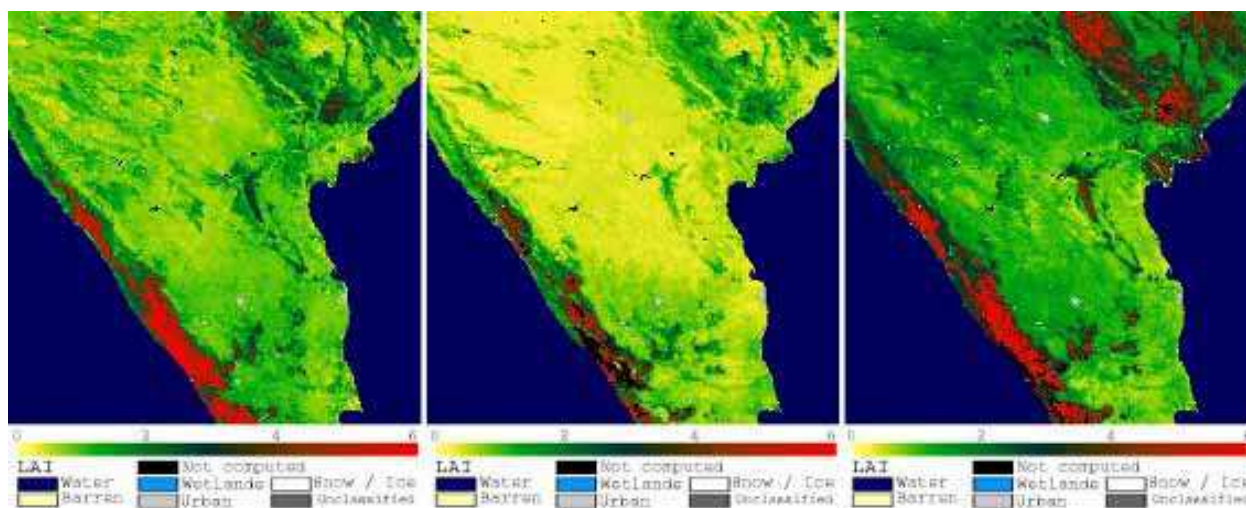 0 2 4 6
LAI Not computed
Water Wetlands Snow / Ice
Barren Urban Unclassified
0 2 4 6
LAI Not computed
Water Wetlands Snow / Ice
Barren Urban Unclassified
0 2 4 6
LAI Not computed
Water Wetlands Snow / Ice
Barren Urban Unclassified